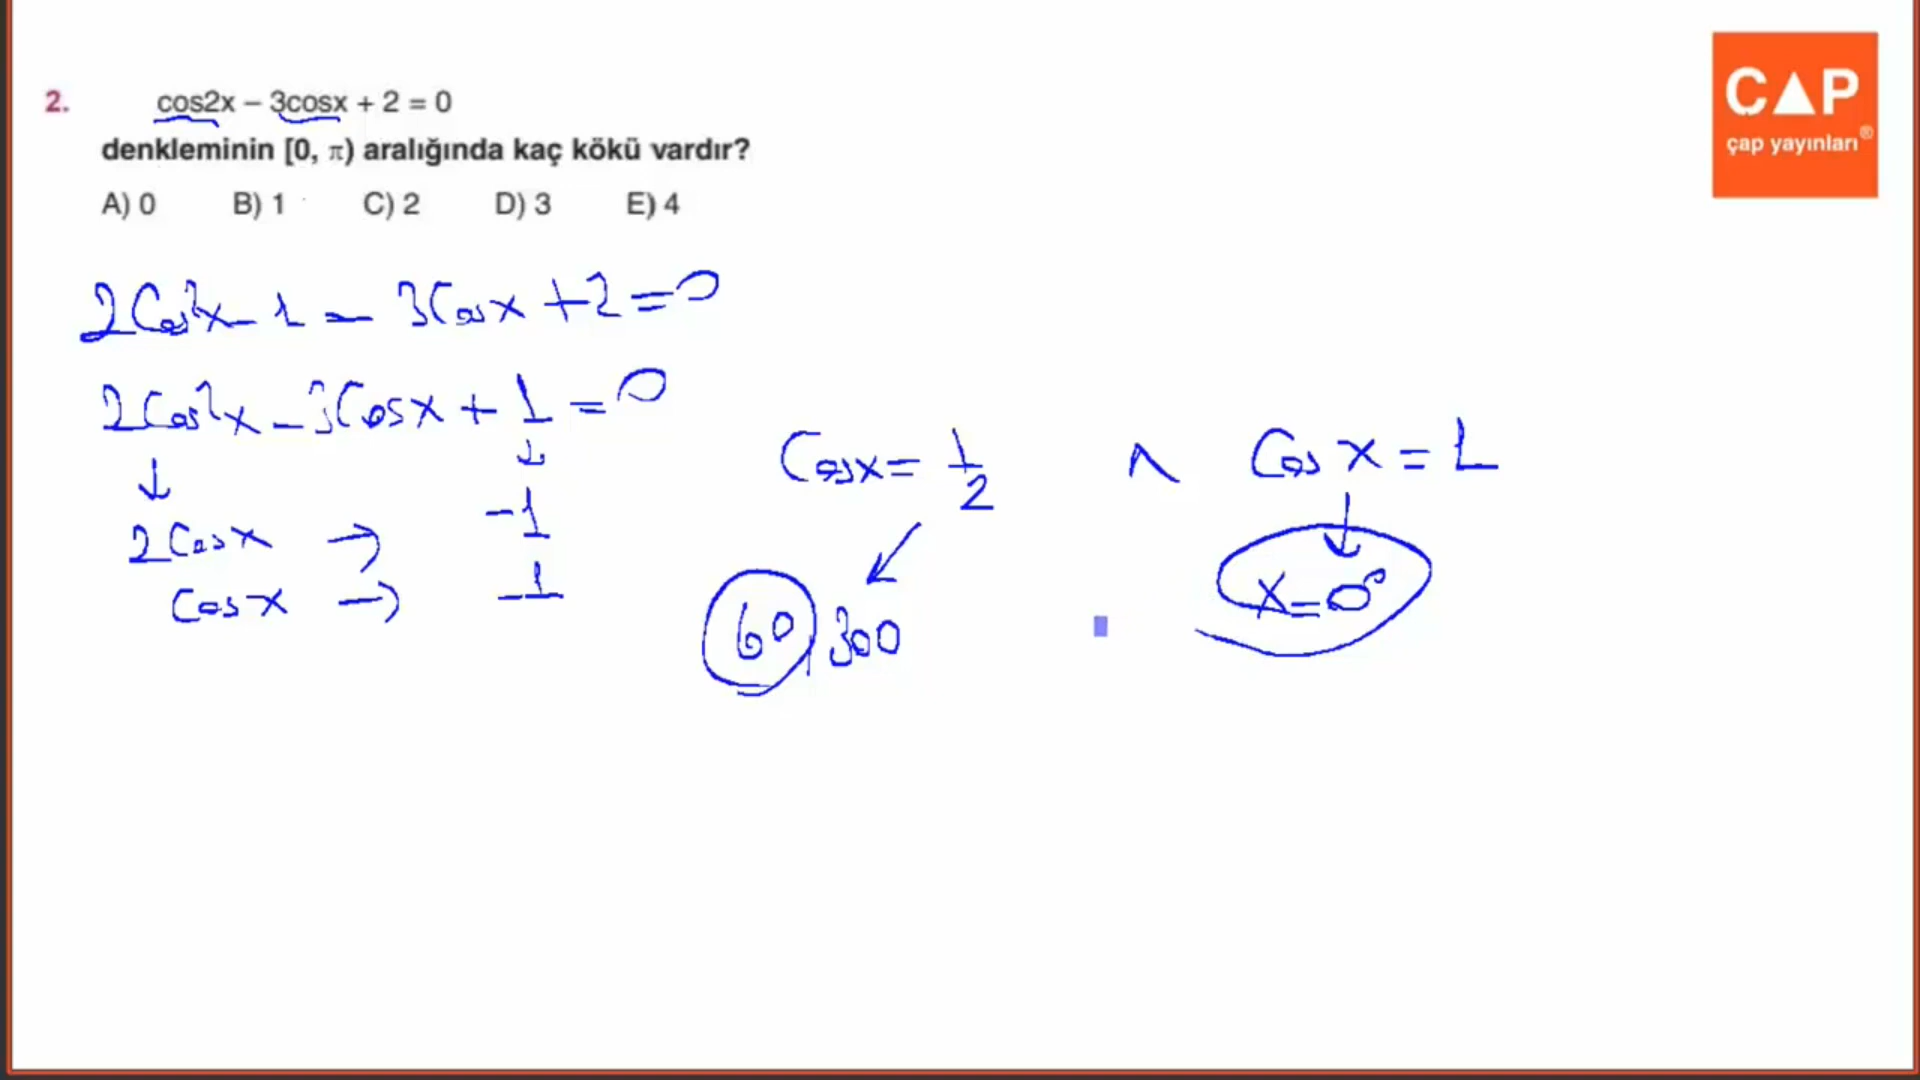 CAP
çap yayınları®
2. cos2x – 3cosx + 2 = 0
denkleminin [0, π) aralığında kaç kökü vardır?
A) 0 B) 1 C) 2 D) 3 E) 4
2Cos²x - 1 - 3Cosx + 2 = 0
2Cos²x - 3Cosx + 1 = 0
2Cosx → -1
Cosx → -1
Cosx = 1/2 ∧ Cosx = 1
60, 300
x = 0°